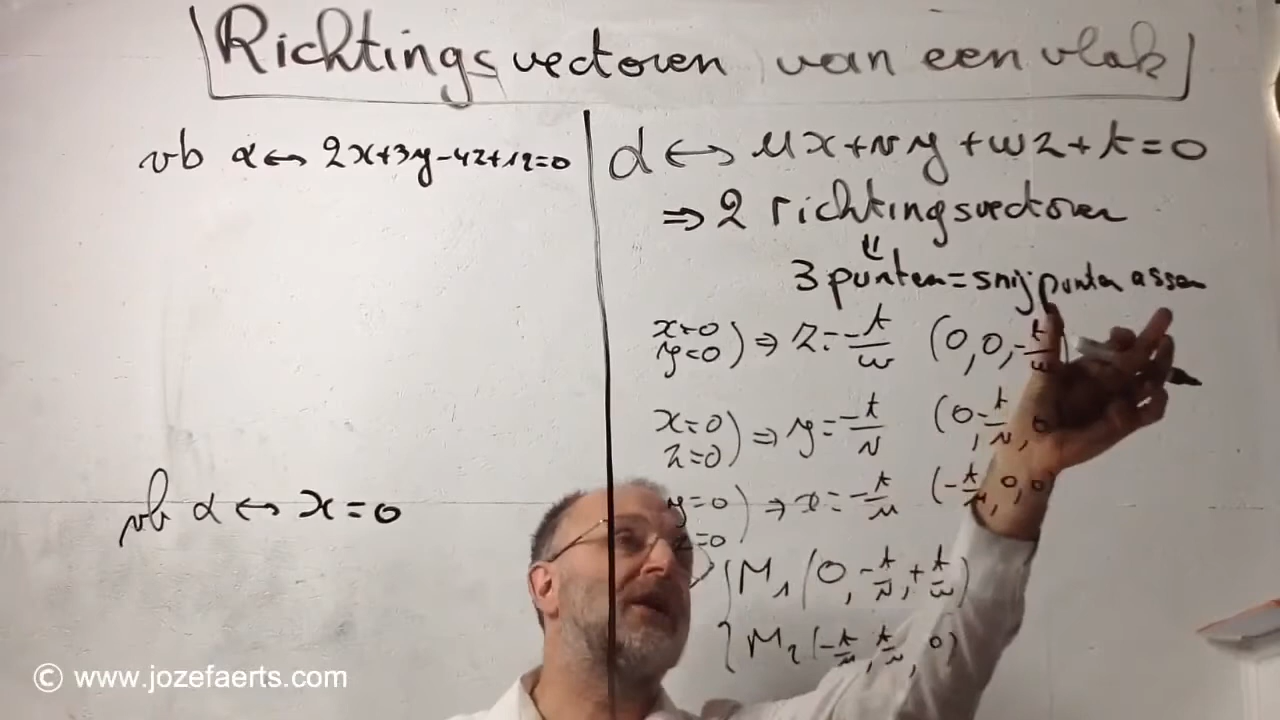 Richtingsvectoren van een vlak
vb α ↔ 2x+3y-4z+12=0
vb α ↔ x=0
α ↔ ux+vy+wz+t=0
⇒ 2 richtingsvectoren
3 punten = snijpunten assen
x=0
y=0 ) ⇒ z=-t/w (0,0,-t/w)
x=0
z=0 ) ⇒ y=-t/v (0,-t/v,0
y=0
z=0 ) ⇒ x=-t/u (-t/u,0,0)
{ M₁ (0,-t/v,+t/w)
{ M₂ (-t/u,t/v,0)
© www.jozefaerts.com